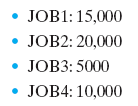 • JOB1: 15,000
• JOB2: 20,000
• JOB3: 5000
• JOB4: 10,000